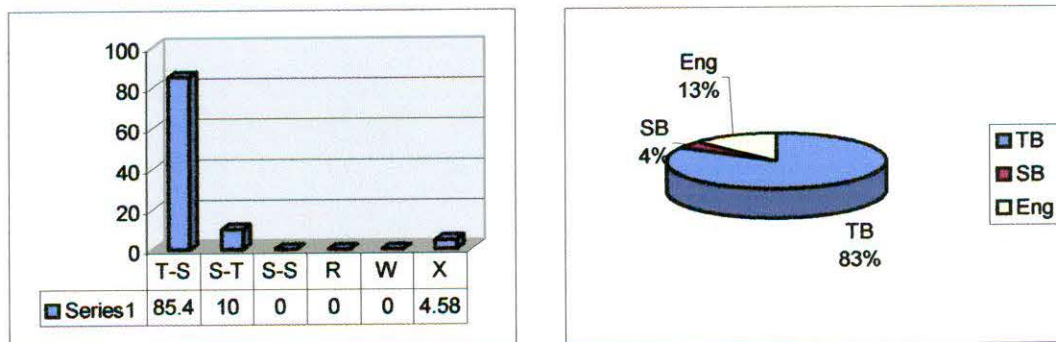 100
80
60
40
20
0
T-S S-T S-S R W X
Series1 85.4 10 0 0 0 4.58
Eng
13%
SB
4%
TB
83%
TB
SB
Eng